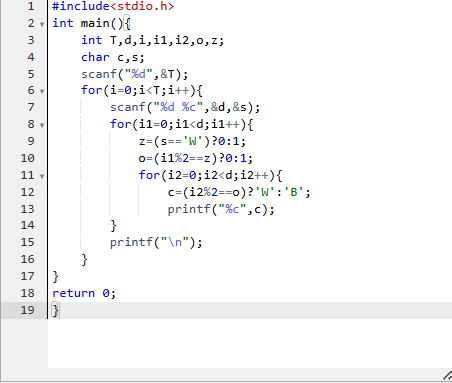 1 #include<stdio.h>
2 int main(){
3 int T,d,i,i1,i2,o,z;
4 char c,s;
5 scanf("%d",&T);
6 for(i=0;i<T;i++){
7 scanf("%d %c",&d,&s);
8 for(i1=0;i1<d;i1++){
9 z=(s=='W')?0:1;
10 o=(i1%2==z)?0:1;
11 for(i2=0;i2<d;i2++){
12 c=(i2%2==o)?'W':'B';
13 printf("%c",c);
14 }
15 printf("\n");
16 }
17 }
18 return 0;
19 }